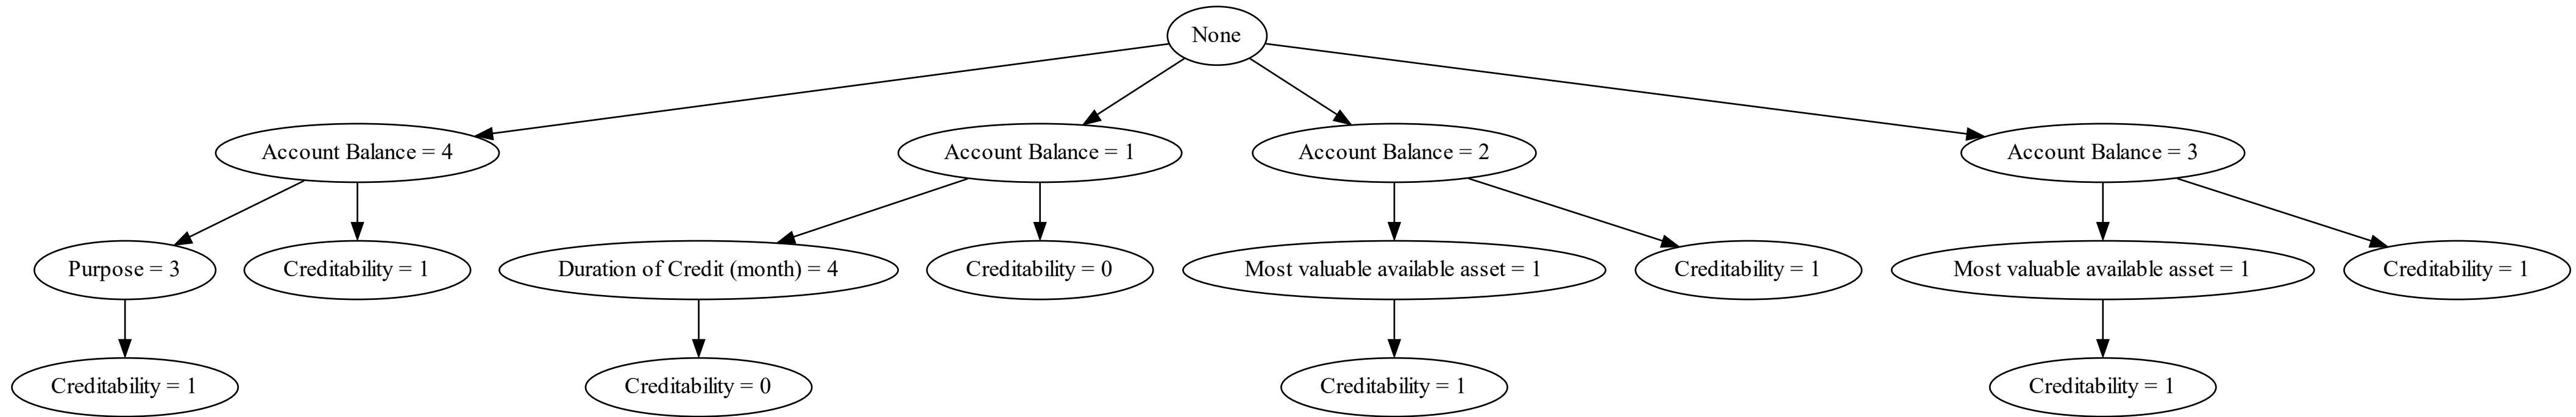 None
Account Balance = 4
Account Balance = 1
Account Balance = 2
Account Balance = 3
Purpose = 3
Creditability = 1
Duration of Credit (month) = 4
Creditability = 0
Most valuable available asset = 1
Creditability = 1
Most valuable available asset = 1
Creditability = 1
Creditability = 1
Creditability = 0
Creditability = 1
Creditability = 1